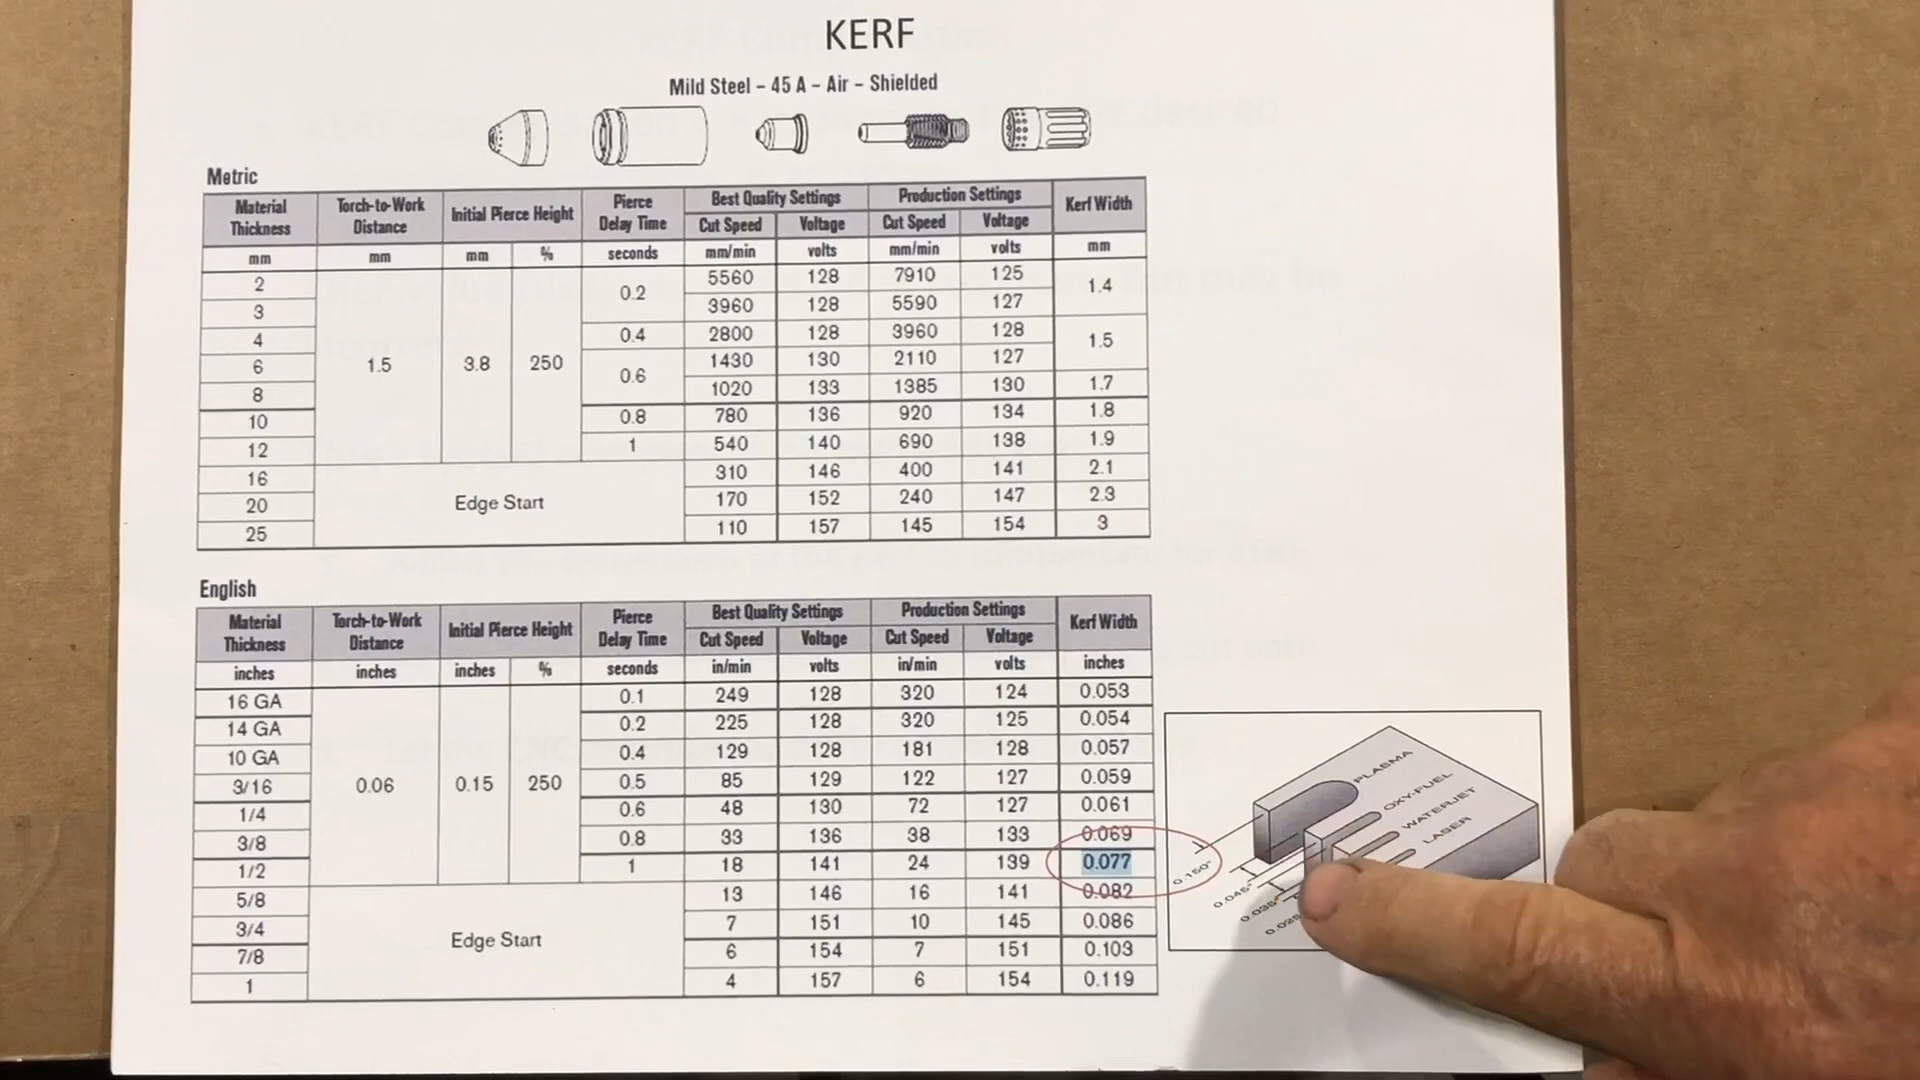 KERF
Mild Steel – 45 A – Air – Shielded
Metric
Material Thickness Torch-to-Work Distance Initial Pierce Height Pierce Delay Time Best Quality Settings Production Settings Kerf Width
Cut Speed Voltage Cut Speed Voltage
mm mm mm % seconds mm/min volts mm/min volts mm
2 1.5 3.8 250 0.2 5560 128 7910 125 1.4
3 3960 128 5590 127
4 0.4 2800 128 3960 128 1.5
6 0.6 1430 130 2110 127
8 1020 133 1385 130 1.7
10 0.8 780 136 920 134 1.8
12 1 540 140 690 138 1.9
16 Edge Start 310 146 400 141 2.1
20 170 152 240 147 2.3
25 110 157 145 154 3
English
Material Thickness Torch-to-Work Distance Initial Pierce Height Pierce Delay Time Best Quality Settings Production Settings Kerf Width
Cut Speed Voltage Cut Speed Voltage
inches inches inches % seconds in/min volts in/min volts inches
16 GA 0.06 0.15 250 0.1 249 128 320 124 0.053
14 GA 0.2 225 128 320 125 0.054
10 GA 0.4 129 128 181 128 0.057
3/16 0.5 85 129 122 127 0.059
1/4 0.6 48 130 72 127 0.061
3/8 0.8 33 136 38 133 0.069
1/2 1 18 141 24 139 0.077
5/8 Edge Start 13 146 16 141 0.082
3/4 7 151 10 145 0.086
7/8 6 154 7 151 0.103
1 4 157 6 154 0.119
PLASMA
OXY-FUEL
WATERJET
LASER
0.150"
0.045"
0.035"